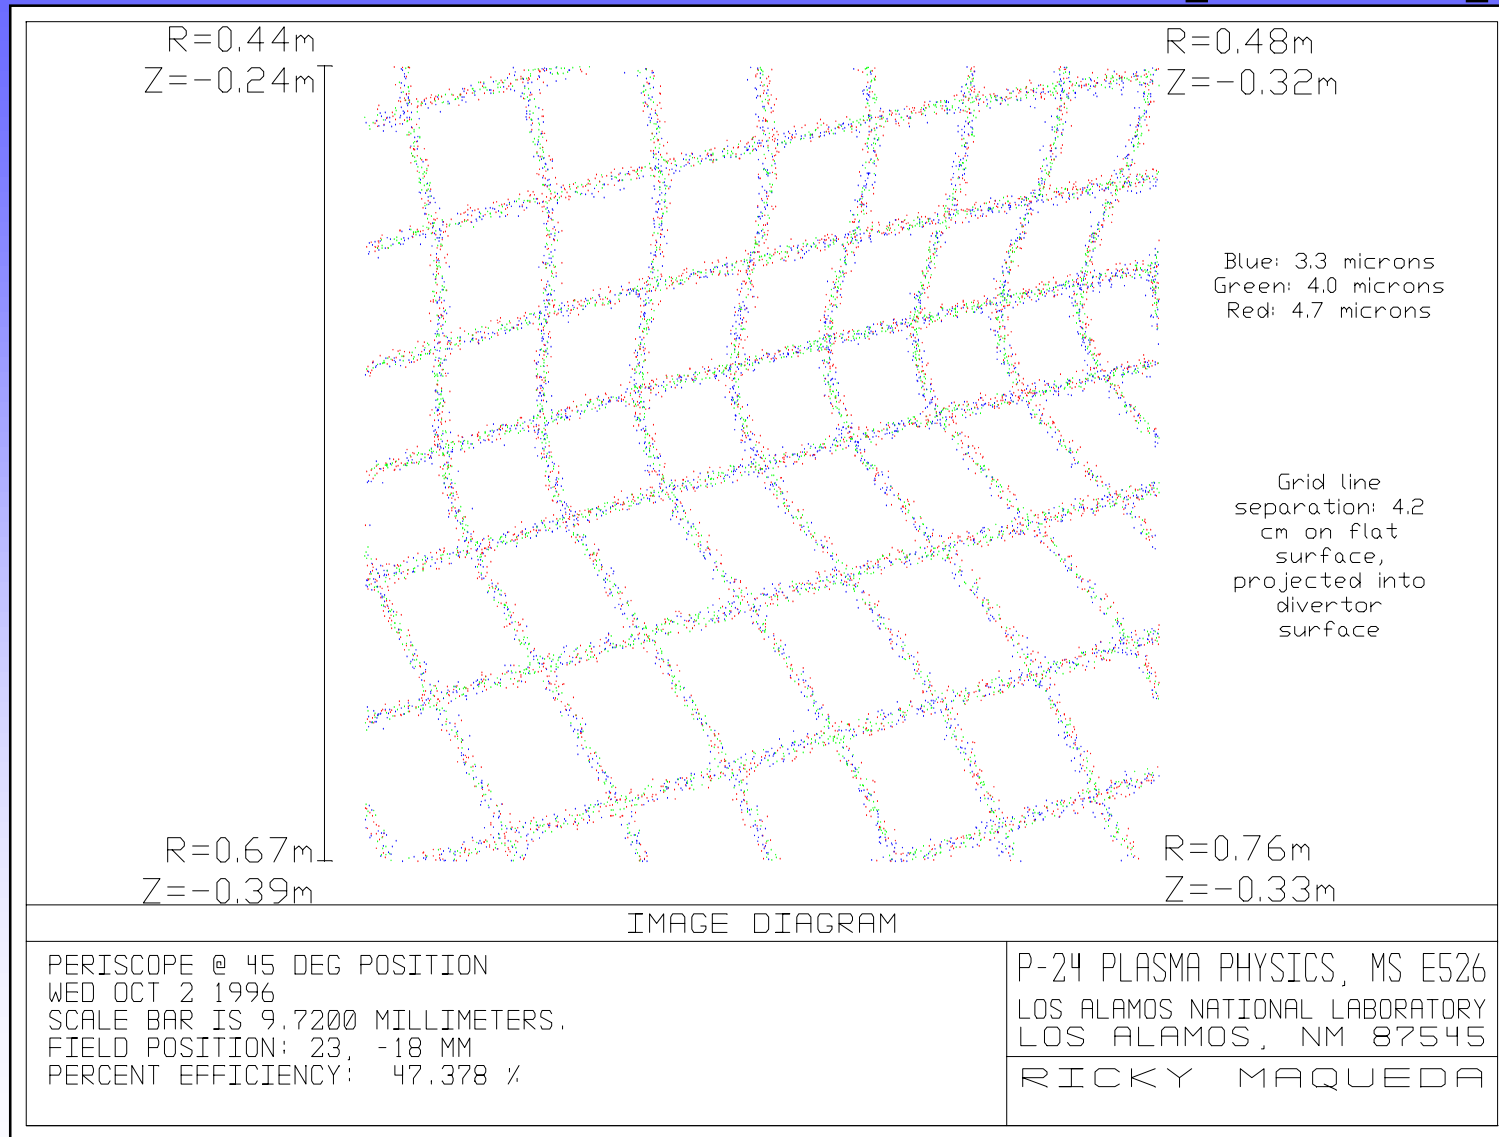 R=0.44m
Z=-0.24m
R=0.48m
Z=-0.32m
Blue: 3.3 microns
Green: 4.0 microns
Red: 4.7 microns
Grid line
separation: 4.2
cm on flat
surface,
projected into
divertor
surface
R=0.67m
Z=-0.39m
R=0.76m
Z=-0.33m
IMAGE DIAGRAM
PERISCOPE @ 45 DEG POSITION
WED OCT 2 1996
SCALE BAR IS 9.7200 MILLIMETERS.
FIELD POSITION: 23, -18 MM
PERCENT EFFICIENCY: 47.378 %
P-24 PLASMA PHYSICS, MS E526
LOS ALAMOS NATIONAL LABORATORY
LOS ALAMOS, NM 87545
RICKY MAQUEDA